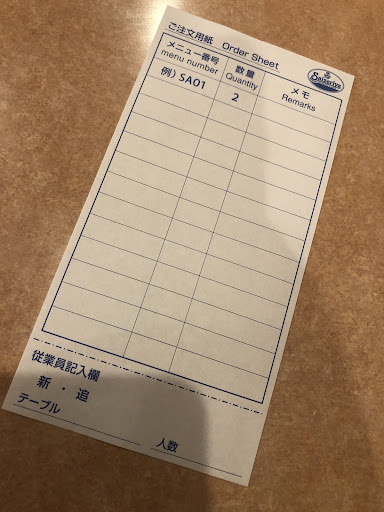 ご注文用紙 Order Sheet
Saizeriya
メニュー番号 数量 メモ
menu number Quantity Remarks
例) SA01 2
従業員記入欄
新 ・ 追
テーブル 人数